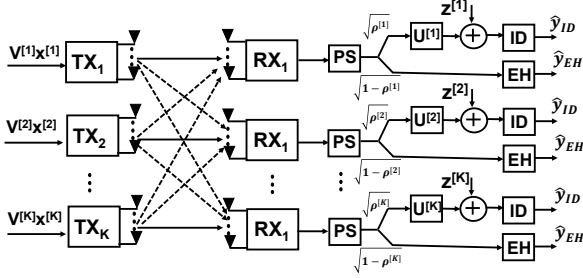 V[1]x[1] TX1 RX1 PS √ρ[1] U[1] z[1] + ID ŷID
√1 − ρ[1] EH ŷEH
V[2]x[2] TX2 RX1 PS √ρ[2] U[2] z[2] + ID ŷID
√1 − ρ[2] EH ŷEH
V[K]x[K] TXK RX1 PS √ρ[K] U[K] z[K] + ID ŷID
√1 − ρ[K] EH ŷEH